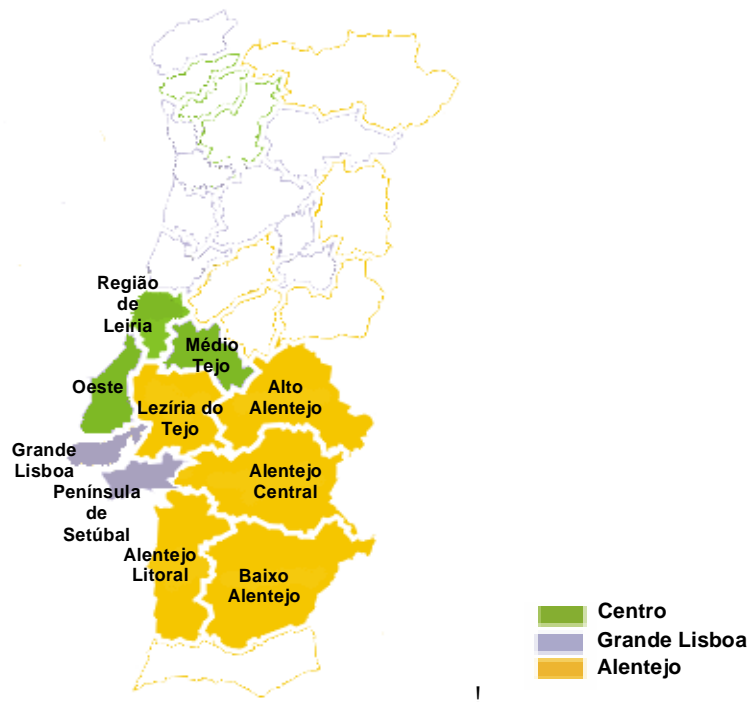 Região
de
Leiria
Médio
Tejo
Oeste
Alto
Alentejo
Lezíria do
Tejo
Grande
Lisboa
Alentejo
Central
Península
de
Setúbal
Alentejo
Litoral
Baixo
Alentejo
Centro
Grande Lisboa
Alentejo